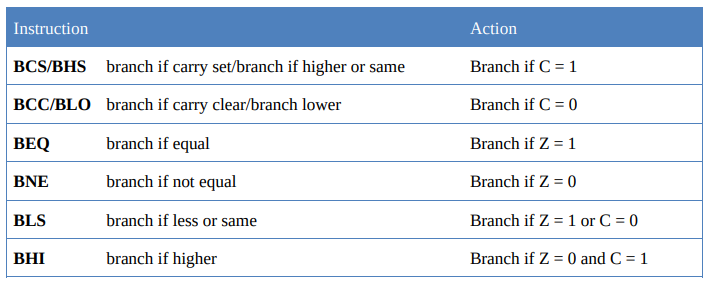 Instruction Action
BCS/BHS branch if carry set/branch if higher or same Branch if C = 1
BCC/BLO branch if carry clear/branch lower Branch if C = 0
BEQ branch if equal Branch if Z = 1
BNE branch if not equal Branch if Z = 0
BLS branch if less or same Branch if Z = 1 or C = 0
BHI branch if higher Branch if Z = 0 and C = 1